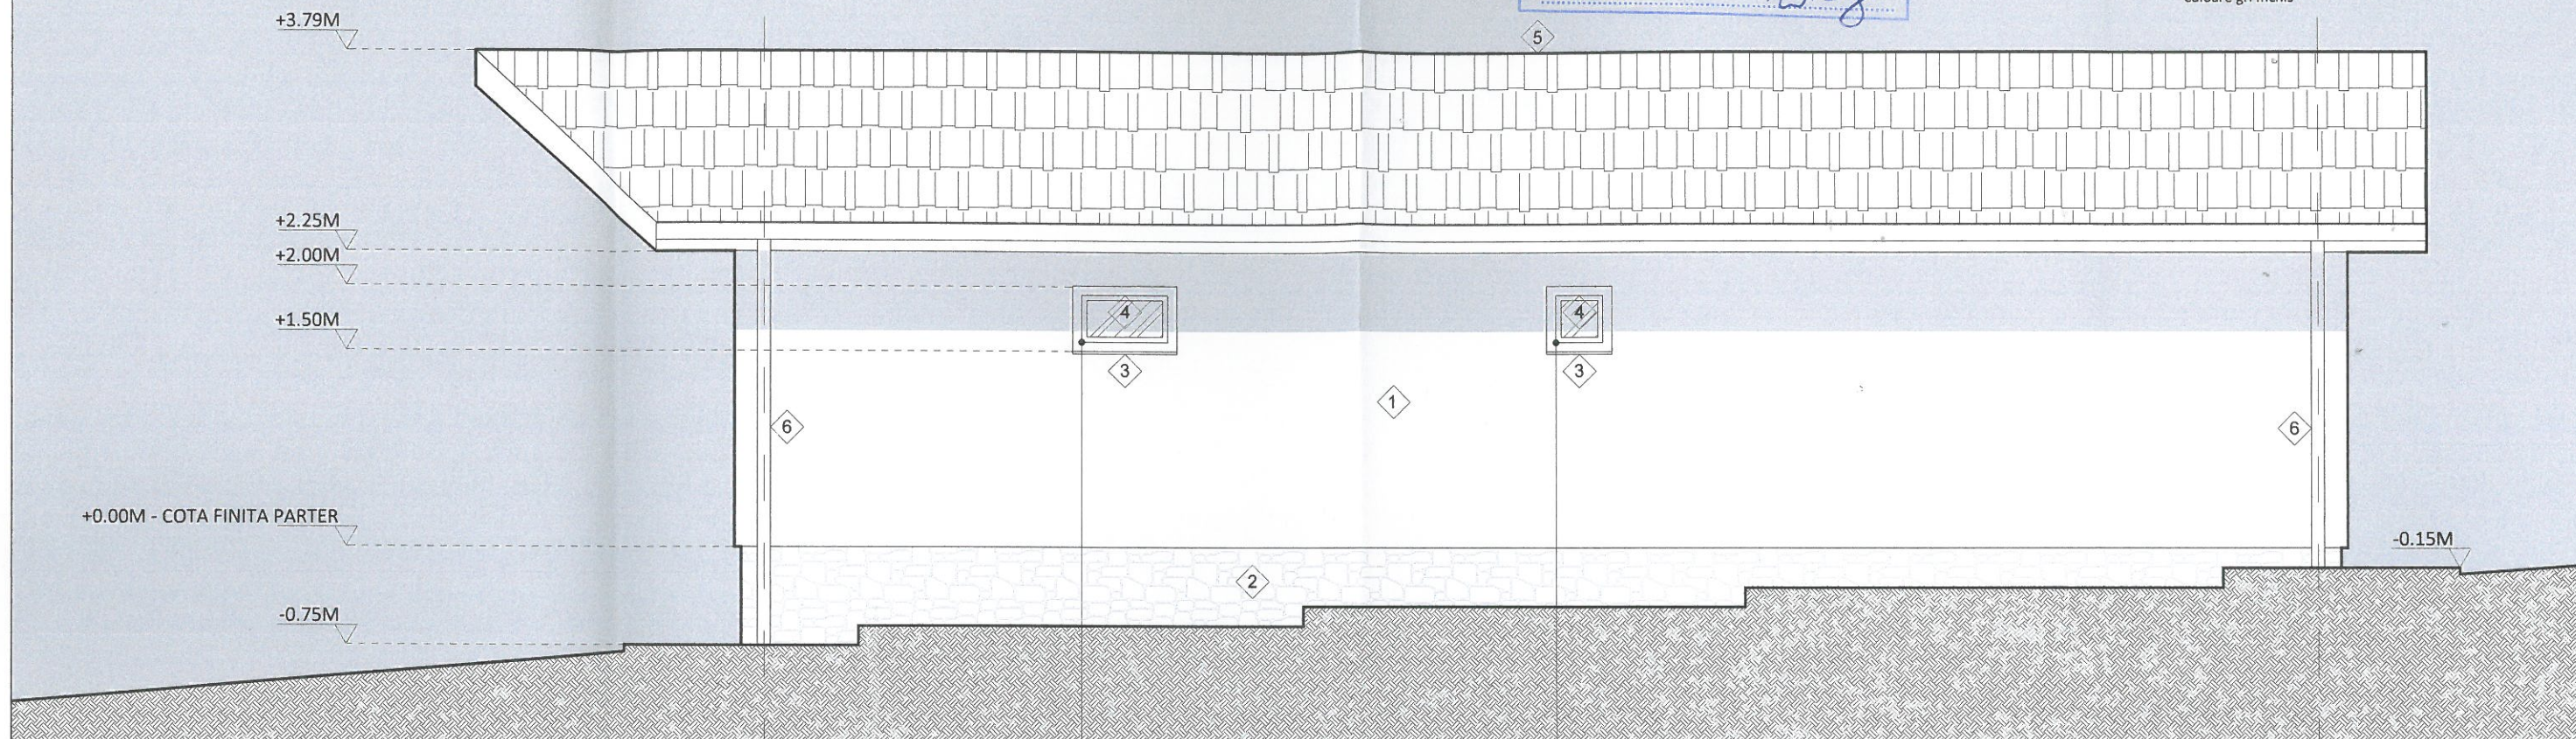 +3.79M
5
+2.25M
+2.00M
4
4
+1.50M
3
3
1
6
6
+0.00M - COTA FINITA PARTER
-0.15M
2
-0.75M